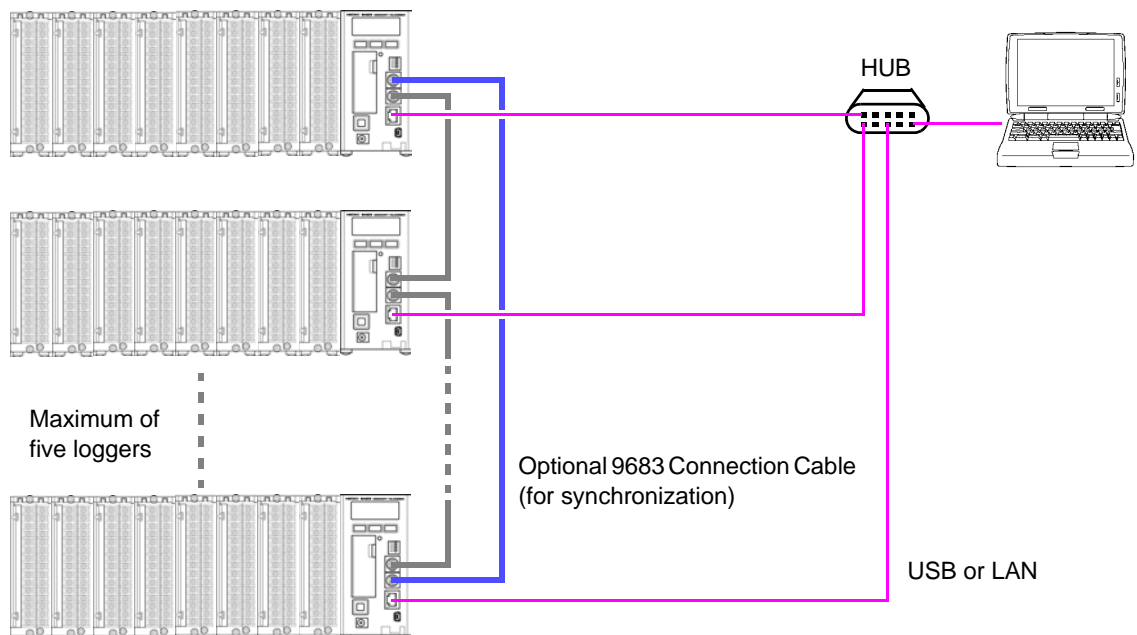 HUB
Maximum of
five loggers
Optional 9683 Connection Cable
(for synchronization)
USB or LAN